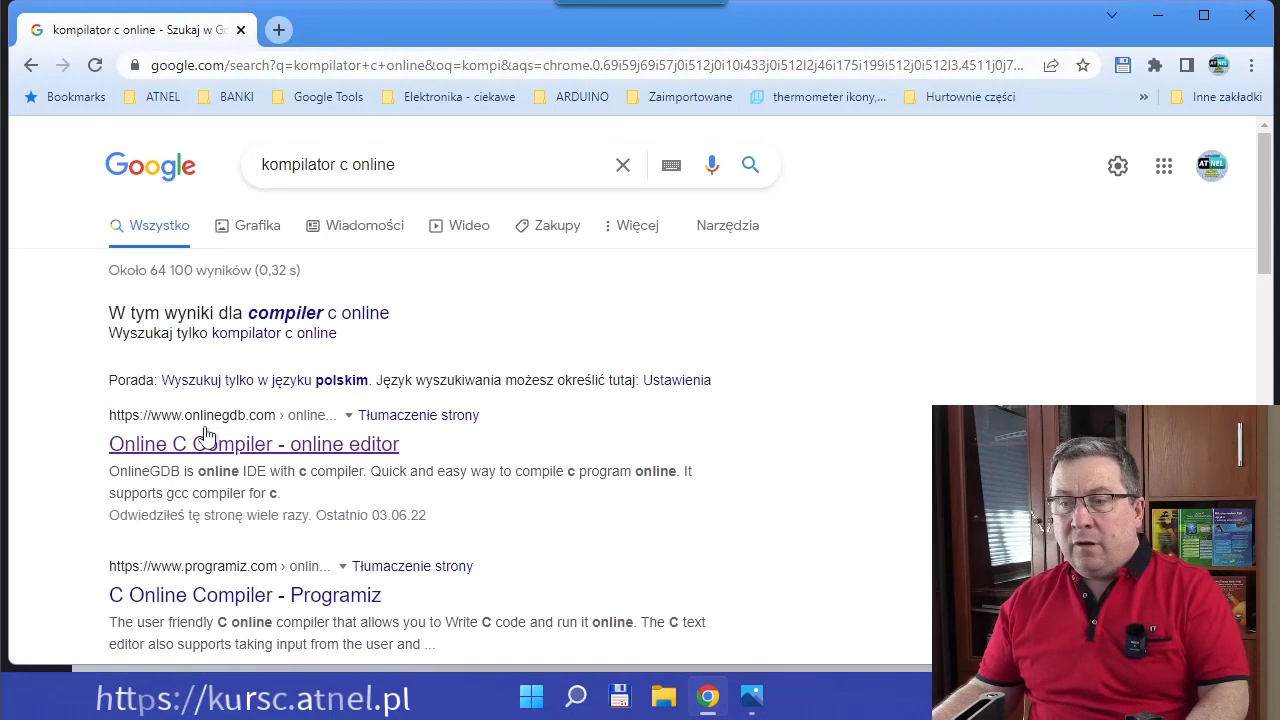 kompilator c online - Szukaj w Go
google.com/search?q=kompilator+c+online&oq=kompi&aqs=chrome.0.69i59j69i57j0i512j0i10i433j0i512l2j46i175i199i512j0i512l3.4511j0j7...
Bookmarks ATNEL BANKI Google Tools Elektronika - ciekawe ARDUINO Zaimportowane thermometer ikony,... Hurtownie części » Inne zakładki
Google kompilator c online
AT NEL
Wszystko Grafika Wiadomości Wideo Zakupy Więcej Narzędzia
Około 64 100 wyników (0,32 s)
W tym wyniki dla compiler c online
Wyszukaj tylko kompilator c online
Porada: Wyszukuj tylko w języku polskim. Język wyszukiwania możesz określić tutaj: Ustawienia
https://www.onlinegdb.com › online... Tłumaczenie strony
Online C Compiler - online editor
OnlineGDB is online IDE with c compiler. Quick and easy way to compile c program online. It
supports gcc compiler for c.
Odwiedziłeś tę stronę wiele razy. Ostatnio 03.06.22
https://www.programiz.com › onlin... Tłumaczenie strony
C Online Compiler - Programiz
The user friendly C online compiler that allows you to Write C code and run it online. The C text
editor also supports taking input from the user and ...
https://kursc.atnel.pl